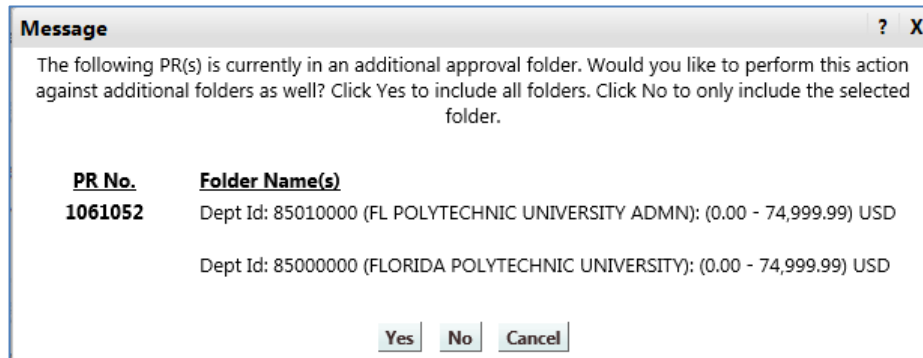 Message ? X
The following PR(s) is currently in an additional approval folder. Would you like to perform this action
against additional folders as well? Click Yes to include all folders. Click No to only include the selected
folder.
PR No. Folder Name(s)
1061052 Dept Id: 85010000 (FL POLYTECHNIC UNIVERSITY ADMN): (0.00 - 74,999.99) USD
Dept Id: 85000000 (FLORIDA POLYTECHNIC UNIVERSITY): (0.00 - 74,999.99) USD
Yes No Cancel